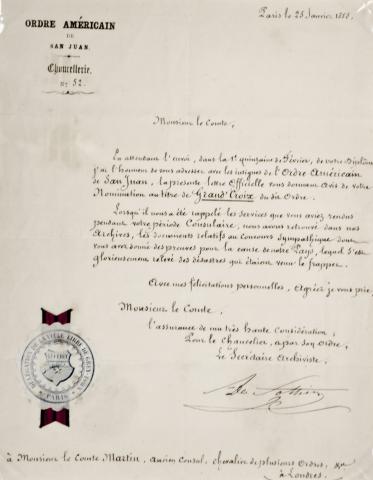 ORDRE AMÉRICAIN
DE
SAN JUAN.
Chancellerie.
No 52.
Paris le 25 Janvier
Monsieur le Comte,
En attendant l'envoi, dans la 1e quinzaine de Février, de votre Diplôme
j'ai l'honneur de vous adresser avec les insignes de l'Ordre Américain
de San Juan, la présente lettre Officielle vous donnant Avis de votre
Nomination au titre de Grand' Croix du dit Ordre.
Lorsqu'il nous a été rappelé les services que vous aviez rendus
pendant votre période Consulaire, nous avons retrouvé dans nos
Archives, les documents relatifs au concours Sympathique dont
vous avez donné des preuves pour la cause de notre Pays, lequel s'est
glorieusement relevé des désastres qui étaient venu le frapper.
Avec mes félicitations personnelles, Agréez je vous prie,
Monsieur le Comte,
l'assurance de ma très haute Considération,
Pour le Chancelier, & par Son Ordre,
Le Secrétaire Archiviste,
PARIS
à Monsieur le Comte Martin, Ancien Consul, chevalier de plusieurs Ordres,
à Londres.